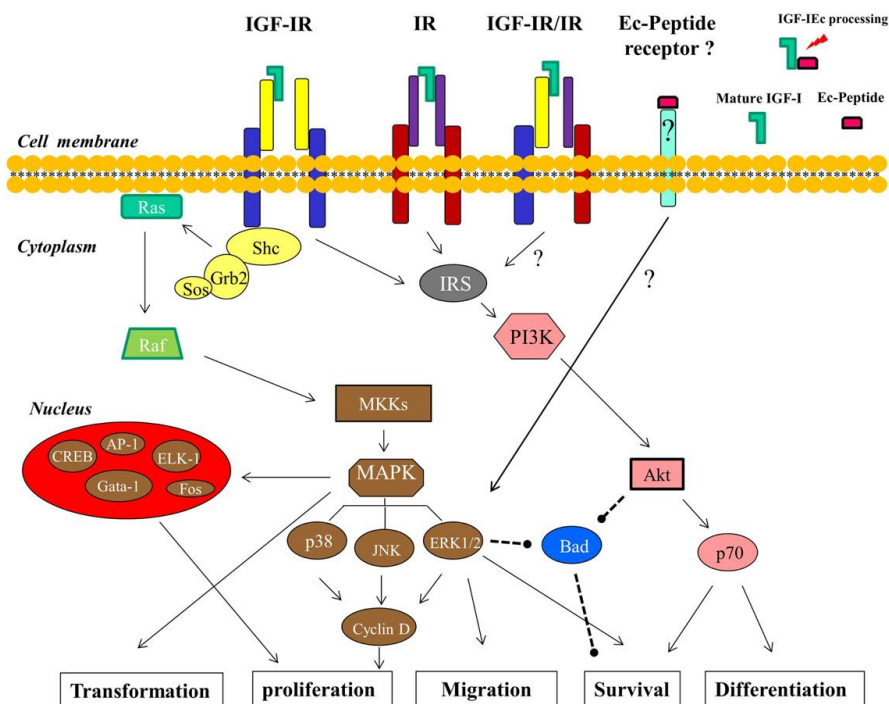 IGF-IR
IR
IGF-IR/IR
Ec-Peptide
receptor ?
IGF-IEc processing
Mature IGF-I
Ec-Peptide
?
Cell membrane
Ras
Cytoplasm
Shc
Grb2
Sos
IRS
?
?
PI3K
Raf
MKKs
Nucleus
CREB
AP-1
ELK-1
Gata-1
Fos
MAPK
Akt
p38
JNK
ERK1/2
Bad
p70
Cyclin D
Transformation
proliferation
Migration
Survival
Differentiation